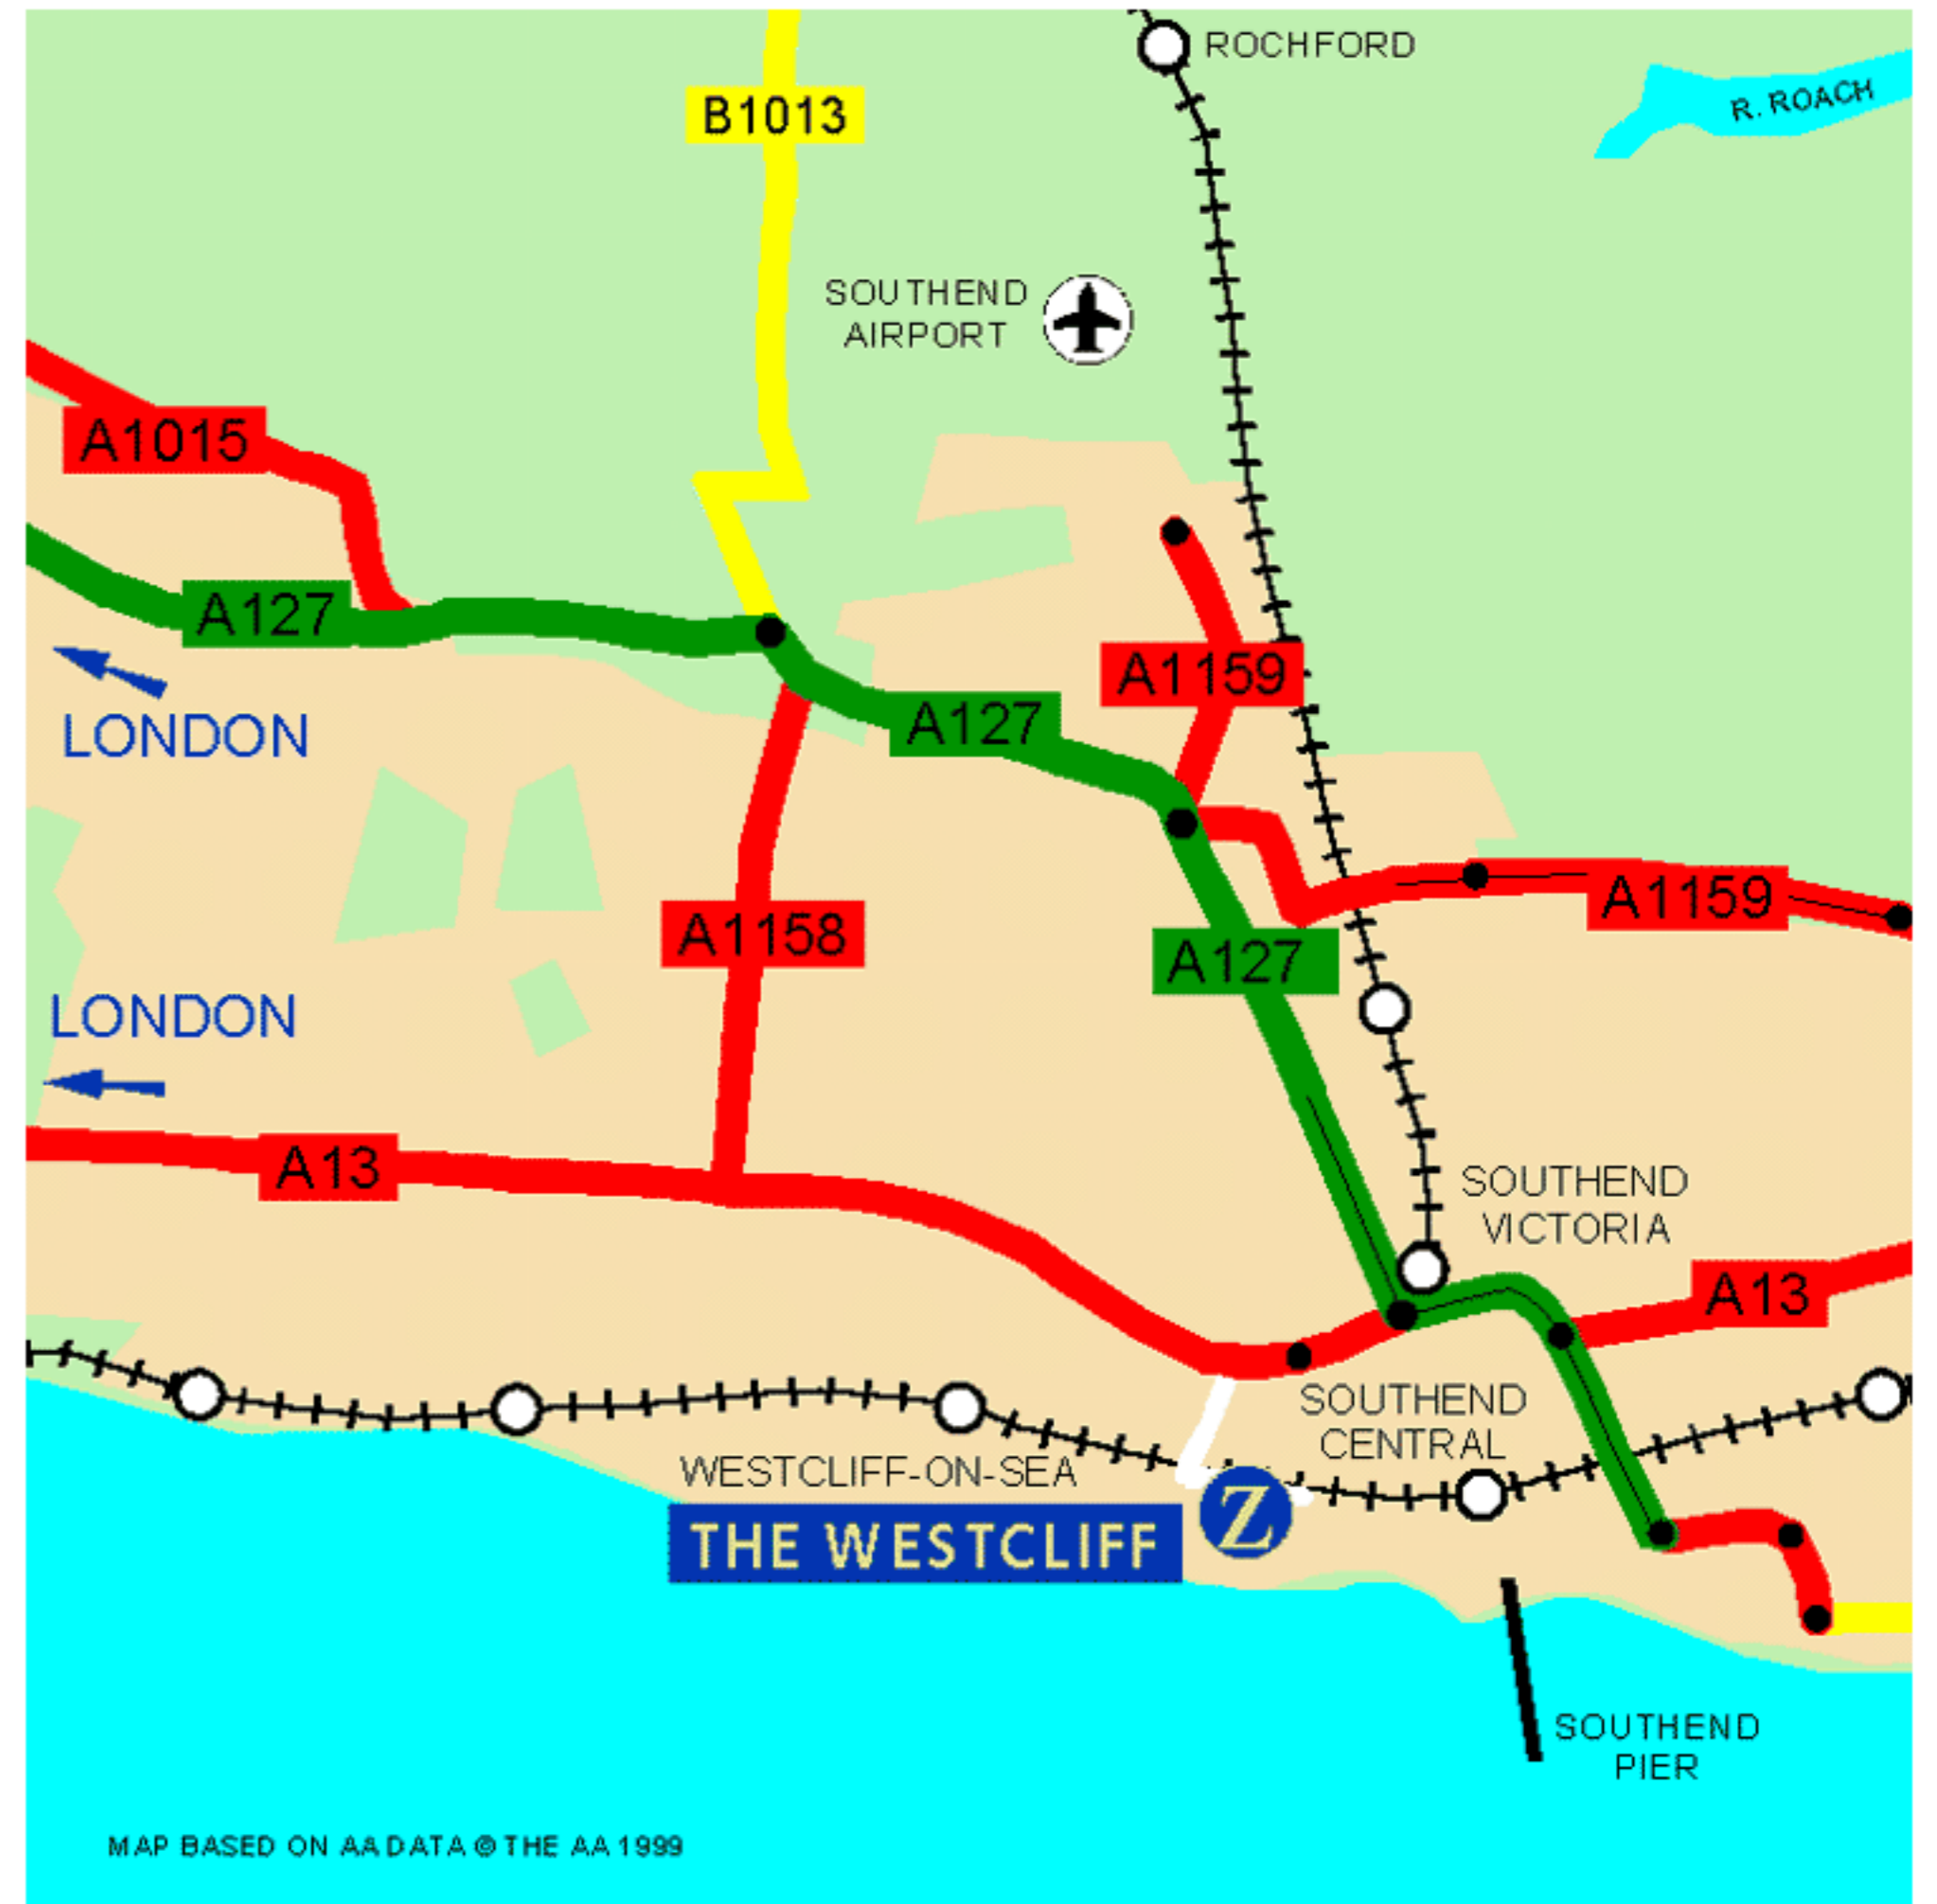 ROCHFORD
R. ROACH
B1013
SOUTHEND
AIRPORT
A1015
A127
LONDON
A1159
A127
A1158
A1159
A127
LONDON
A13
SOUTHEND
VICTORIA
A13
SOUTHEND
CENTRAL
WESTCLIFF-ON-SEA
THE WESTCLIFF
Z
SOUTHEND
PIER
MAP BASED ON AA DATA © THE AA 1999